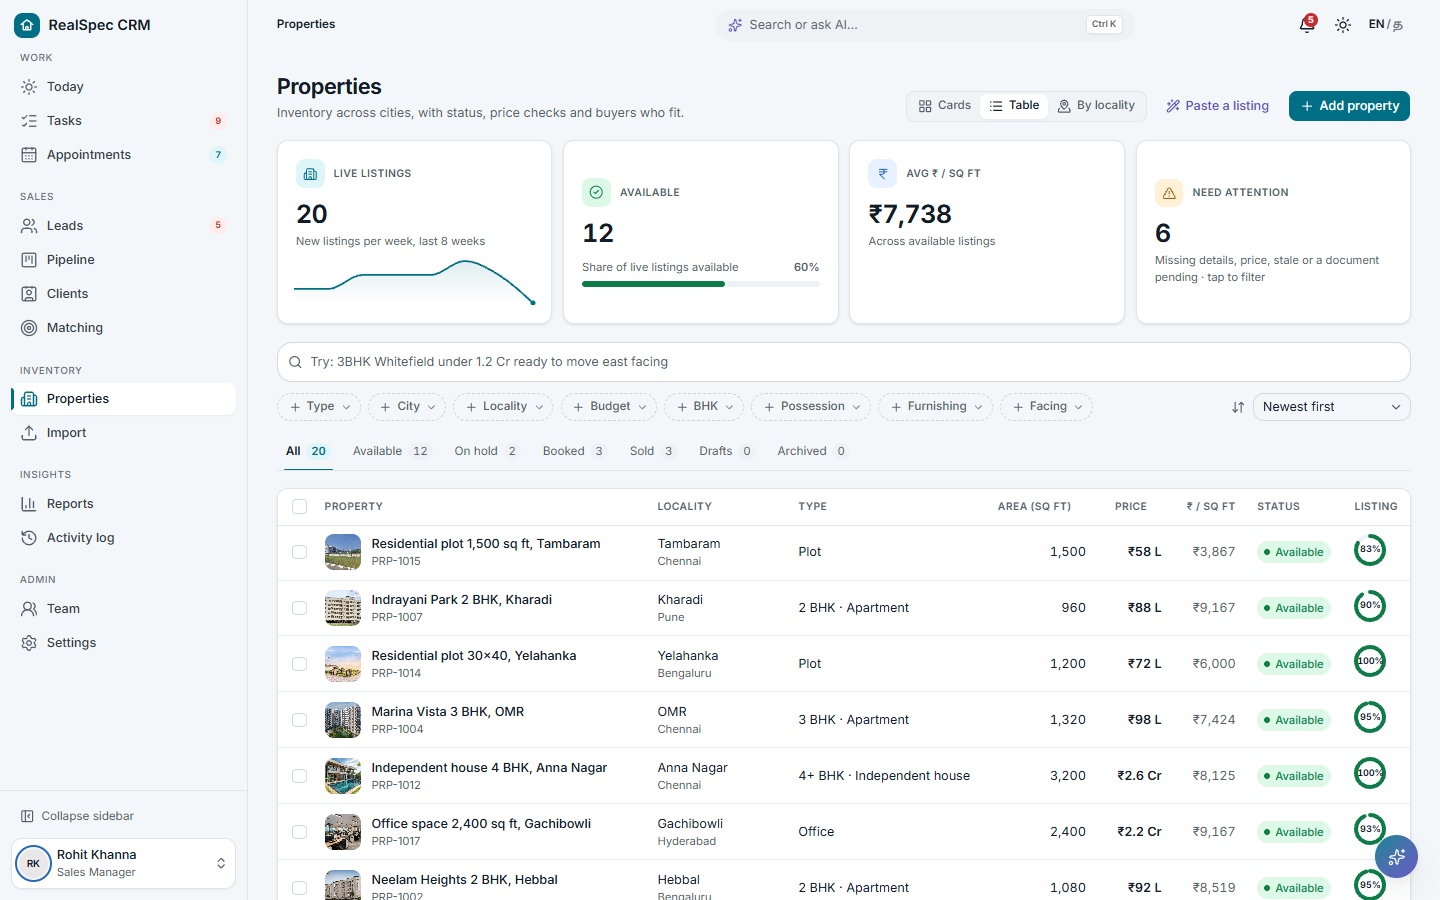 RealSpec CRM
WORK
Today
Tasks 9
Appointments 7
SALES
Leads 5
Pipeline
Clients
Matching
INVENTORY
Properties
Import
INSIGHTS
Reports
Activity log
ADMIN
Team
Settings
Collapse sidebar
RK
Rohit Khanna
Sales Manager
Properties
Search or ask AI...
Ctrl K
5
EN / த
Properties
Inventory across cities, with status, price checks and buyers who fit.
Cards
Table
By locality
Paste a listing
Add property
LIVE LISTINGS
20
New listings per week, last 8 weeks
AVAILABLE
12
Share of live listings available 60%
AVG ₹ / SQ FT
₹7,738
Across available listings
NEED ATTENTION
6
Missing details, price, stale or a document
pending · tap to filter
Try: 3BHK Whitefield under 1.2 Cr ready to move east facing
Type City Locality Budget BHK Possession Furnishing Facing
Newest first
All 20 Available 12 On hold 2 Booked 3 Sold 3 Drafts 0 Archived 0
PROPERTY LOCALITY TYPE AREA (SQ FT) PRICE ₹ / SQ FT STATUS LISTING
Residential plot 1,500 sq ft, Tambaram Tambaram Plot 1,500 ₹58 L ₹3,867 Available 83%
PRP-1015 Chennai
Indrayani Park 2 BHK, Kharadi Kharadi 2 BHK · Apartment 960 ₹88 L ₹9,167 Available 90%
PRP-1007 Pune
Residential plot 30×40, Yelahanka Yelahanka Plot 1,200 ₹72 L ₹6,000 Available 100%
PRP-1014 Bengaluru
Marina Vista 3 BHK, OMR OMR 3 BHK · Apartment 1,320 ₹98 L ₹7,424 Available 95%
PRP-1004 Chennai
Independent house 4 BHK, Anna Nagar Anna Nagar 4+ BHK · Independent house 3,200 ₹2.6 Cr ₹8,125 Available 100%
PRP-1012 Chennai
Office space 2,400 sq ft, Gachibowli Gachibowli Office 2,400 ₹2.2 Cr ₹9,167 Available 93%
PRP-1017 Hyderabad
Neelam Heights 2 BHK, Hebbal Hebbal 2 BHK · Apartment 1,080 ₹92 L ₹8,519 Available 95%
PRP-1002 Bengaluru